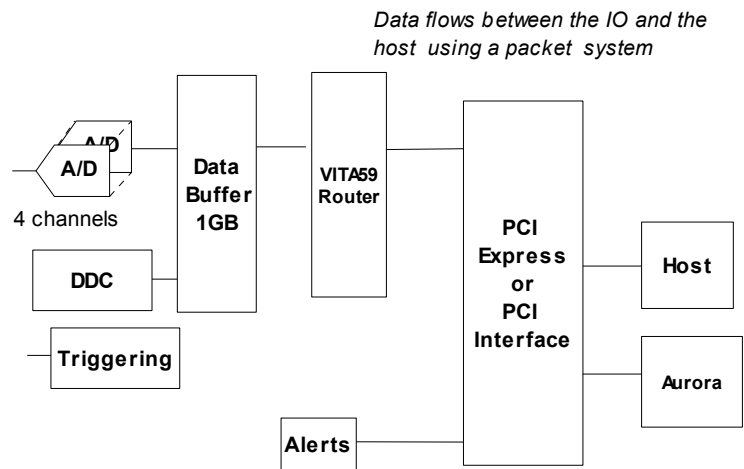 Data flows between the IO and the
host using a packet system
A/D
A/D
4 channels
DDC
Triggering
Data
Buffer
1GB
VITA59
Router
PCI
Express
or
PCI
Interface
Host
Aurora
Alerts